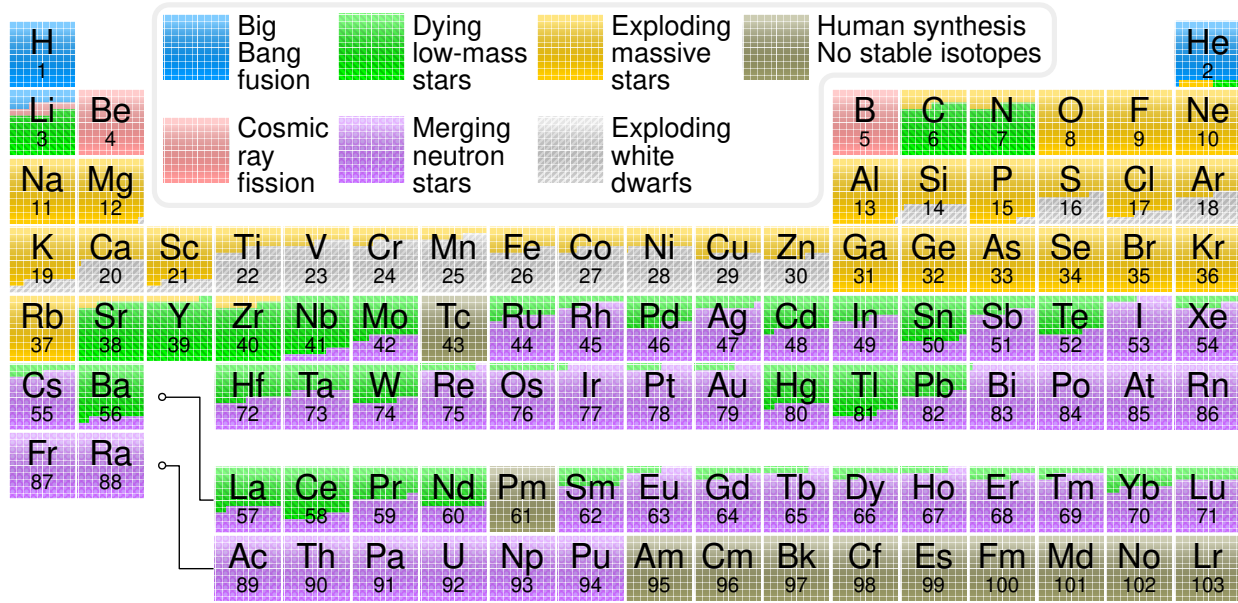 H
1
Big
Bang
fusion
Dying
low-mass
stars
Exploding
massive
stars
Human synthesis
No stable isotopes
He
2
Li
3
Be
4
Cosmic
ray
fission
Merging
neutron
stars
Exploding
white
dwarfs
B
5
C
6
N
7
O
8
F
9
Ne
10
Na
11
Mg
12
Al
13
Si
14
P
15
S
16
Cl
17
Ar
18
K
19
Ca
20
Sc
21
Ti
22
V
23
Cr
24
Mn
25
Fe
26
Co
27
Ni
28
Cu
29
Zn
30
Ga
31
Ge
32
As
33
Se
34
Br
35
Kr
36
Rb
37
Sr
38
Y
39
Zr
40
Nb
41
Mo
42
Tc
43
Ru
44
Rh
45
Pd
46
Ag
47
Cd
48
In
49
Sn
50
Sb
51
Te
52
I
53
Xe
54
Cs
55
Ba
56
Hf
72
Ta
73
W
74
Re
75
Os
76
Ir
77
Pt
78
Au
79
Hg
80
Tl
81
Pb
82
Bi
83
Po
84
At
85
Rn
86
Fr
87
Ra
88
La
57
Ce
58
Pr
59
Nd
60
Pm
61
Sm
62
Eu
63
Gd
64
Tb
65
Dy
66
Ho
67
Er
68
Tm
69
Yb
70
Lu
71
Ac
89
Th
90
Pa
91
U
92
Np
93
Pu
94
Am
95
Cm
96
Bk
97
Cf
98
Es
99
Fm
100
Md
101
No
102
Lr
103